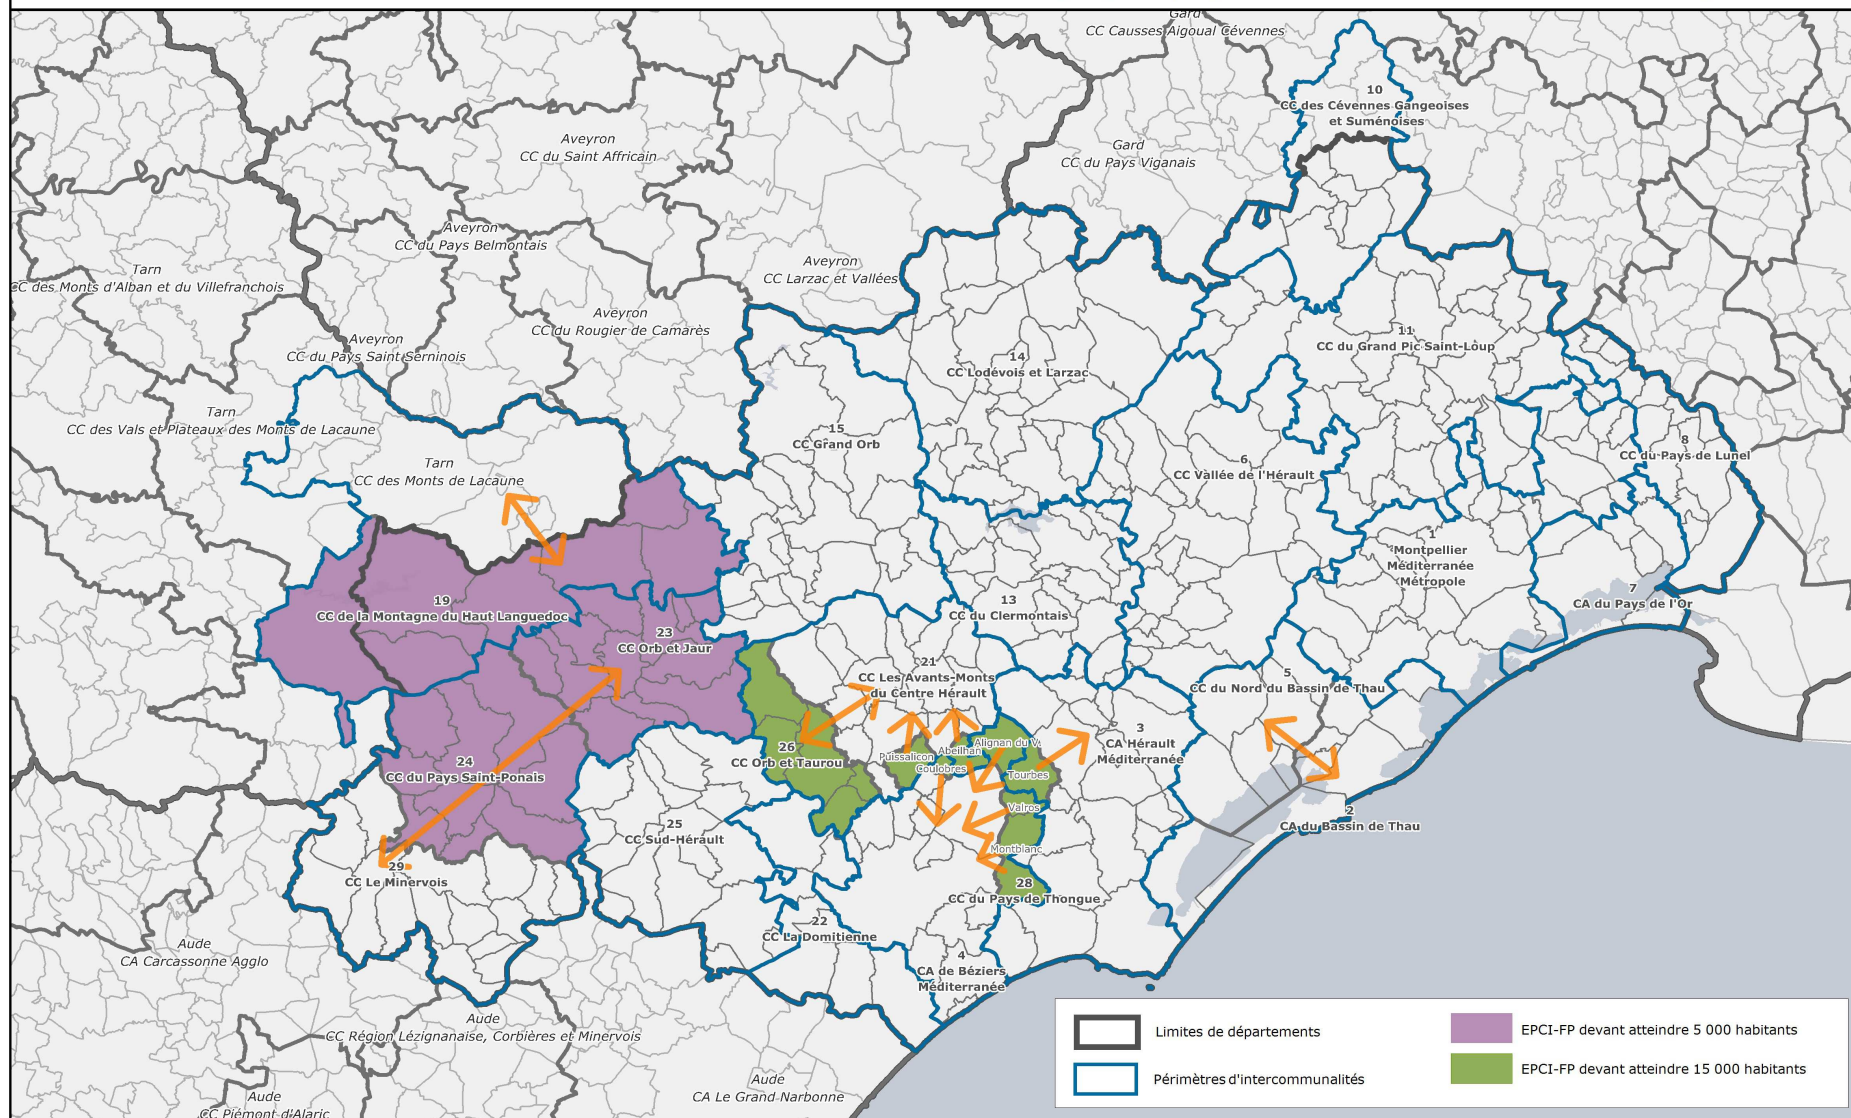 Gard
CC Causses Aigoual Cévennes
10
CC des Cévennes Gangeoises
et Suménoises
Aveyron
CC du Saint Affricain
Gard
CC du Pays Viganais
Aveyron
CC du Pays Belmontais
Tarn
CC des Monts d'Alban et du Villefranchois
Aveyron
CC Larzac et Vallées
Aveyron
CC du Rougier de Camarès
Aveyron
CC du Pays Saint Serninois
11
CC du Grand Pic Saint-Loup
14
CC Lodévois et Larzac
Tarn
CC des Vals et Plateaux des Monts de Lacaune
15
CC Grand Orb
8
CC du Pays de Lunel
Tarn
CC des Monts de Lacaune
6
CC Vallée de l'Hérault
1
Montpellier
Méditerranée
Métropole
7
CA du Pays de l'Or
19
CC de la Montagne du Haut Languedoc
13
CC du Clermontais
23
CC Orb et Jaur
21
CC Les Avants-Monts
du Centre Hérault
5
CC du Nord du Bassin de Thau
3
CA Hérault
Méditerranée
26
CC Orb et Taurou
Puissalicon
Abeilhan
Alignan du V.
Coulobres
Tourbes
24
CC du Pays Saint-Ponais
Valros
2
CA du Bassin de Thau
25
CC Sud-Hérault
Montblanc
29
CC Le Minervois
28
CC du Pays de Thongue
22
CC La Domitienne
Aude
CA Carcassonne Agglo
4
CA de Béziers
Méditerranée
Aude
CC Région Lézignanaise, Corbières et Minervois
Aude
CA Le Grand Narbonne
Aude
CC Piémont d'Alaric
Limites de départements
Périmètres d'intercommunalités
EPCI-FP devant atteindre 5 000 habitants
EPCI-FP devant atteindre 15 000 habitants